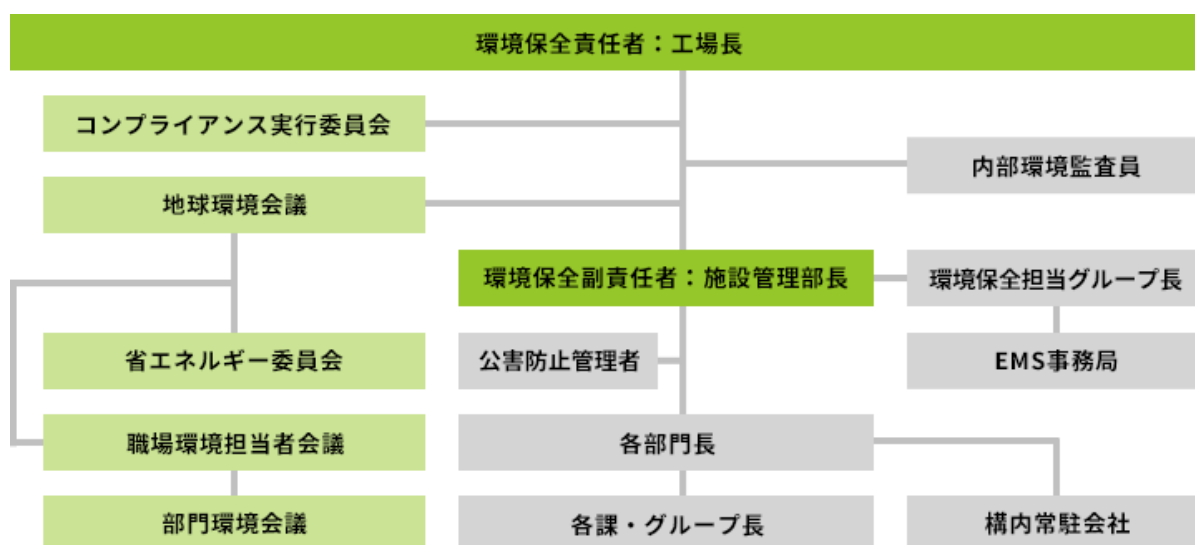 環境保全責任者：工場長
コンプライアンス実行委員会
内部環境監査員
地球環境会議
環境保全副責任者：施設管理部長
環境保全担当グループ長
省エネルギー委員会
公害防止管理者
EMS事務局
職場環境担当者会議
各部門長
部門環境会議
各課・グループ長
構内常駐会社